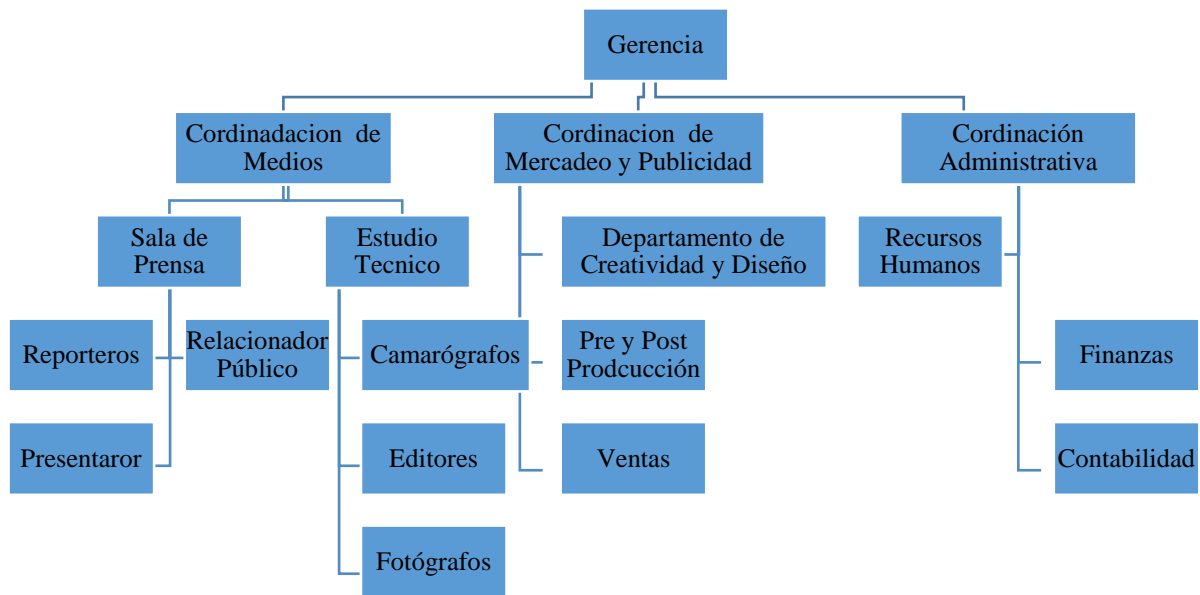 Gerencia
Cordinadacion de
Medios
Cordinacion de
Mercadeo y Publicidad
Cordinación
Administrativa
Sala de
Prensa
Estudio
Tecnico
Departamento de
Creatividad y Diseño
Recursos
Humanos
Reporteros
Relacionador
Público
Camarógrafos
Pre y Post
Prodcucción
Finanzas
Presentaror
Editores
Ventas
Contabilidad
Fotógrafos